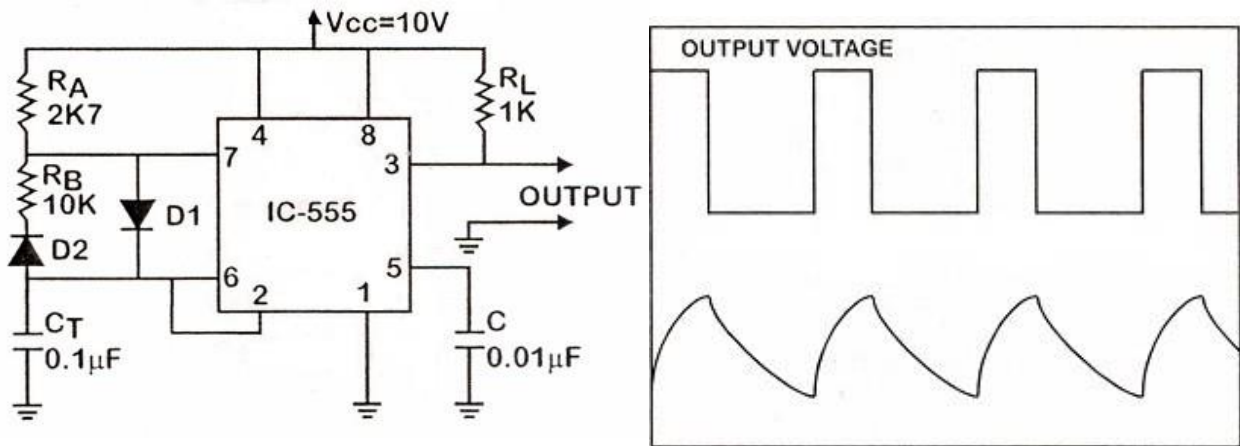 Vcc=10V
RA
2K7
RL
1K
4
8
7
3
RB
10K
D1
IC-555
OUTPUT
D2
6
5
2
1
CT
0.1µF
C
0.01µF
OUTPUT VOLTAGE